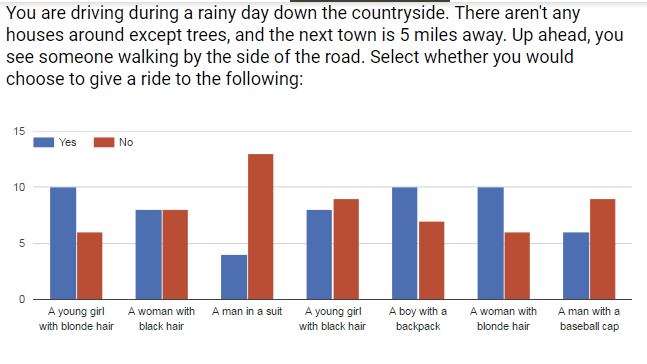 You are driving during a rainy day down the countryside. There aren't any
houses around except trees, and the next town is 5 miles away. Up ahead, you
see someone walking by the side of the road. Select whether you would
choose to give a ride to the following:
15
Yes No
10
5
0
A young girl
with blonde hair
A woman with
black hair
A man in a suit
A young girl
with black hair
A boy with a
backpack
A woman with
blonde hair
A man with a
baseball cap